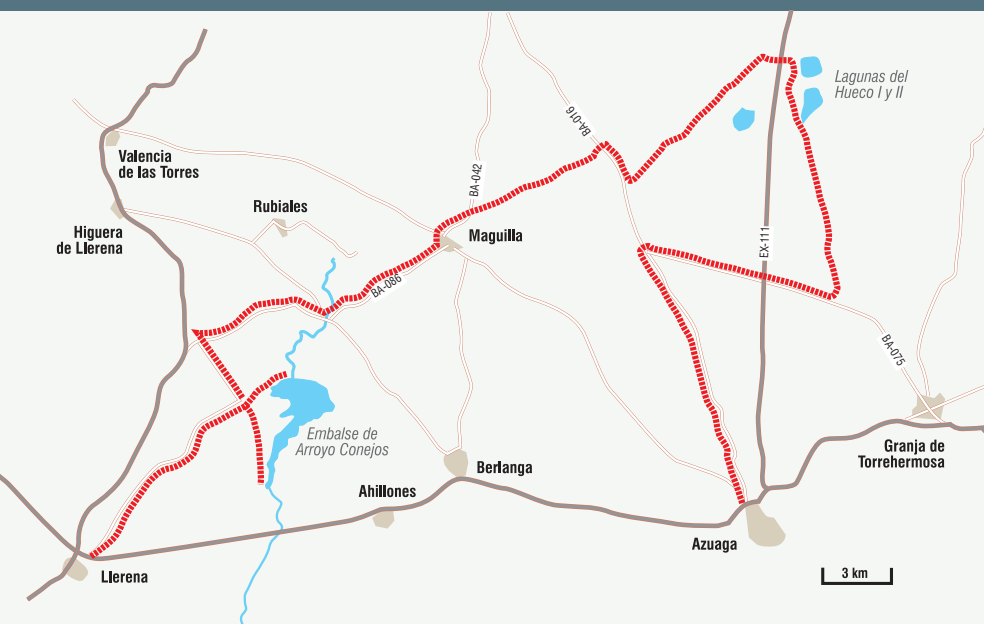 Lagunas del
Hueco I y II
BA-016
Valencia
de las Torres
BA-042
Rubiales
Higuera
de Llerena
Maguilla
EX-111
BA-086
BA-075
Embalse de
Arroyo Conejos
Granja de
Torrehermosa
Berlanga
Ahillones
Azuaga
Llerena
3 km